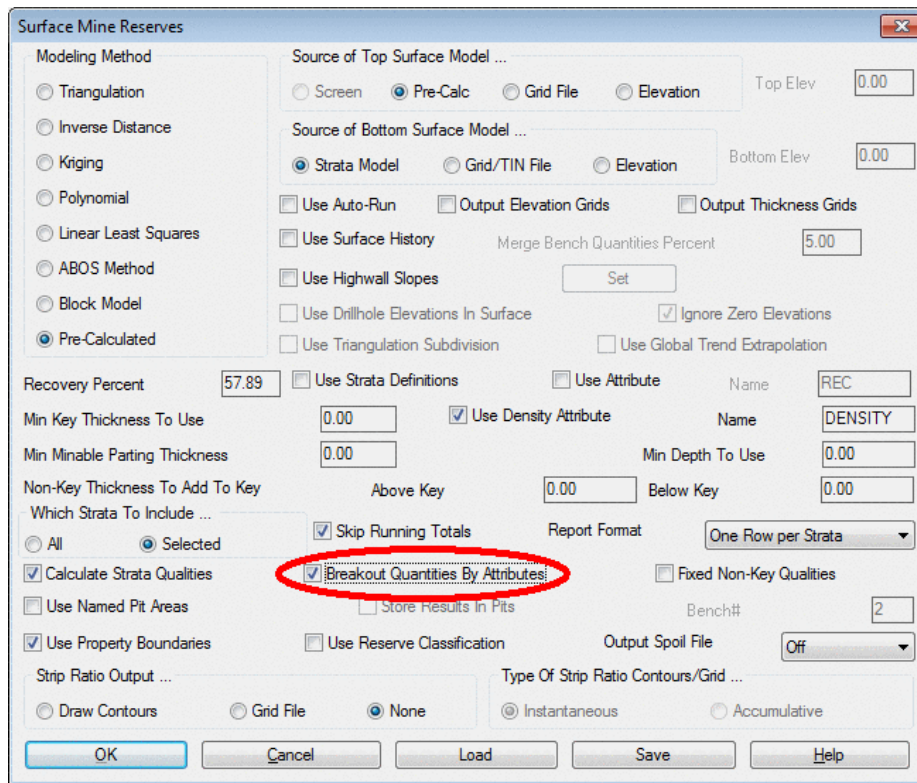 Surface Mine Reserves
Modeling Method
Triangulation
Inverse Distance
Kriging
Polynomial
Linear Least Squares
ABOS Method
Block Model
Pre-Calculated
Source of Top Surface Model ...
Screen Pre-Calc Grid File Elevation
Top Elev 0.00
Source of Bottom Surface Model ...
Strata Model Grid/TIN File Elevation
Bottom Elev 0.00
Use Auto-Run Output Elevation Grids Output Thickness Grids
Use Surface History Merge Bench Quantities Percent 5.00
Use Highwall Slopes Set
Use Drillhole Elevations In Surface Ignore Zero Elevations
Use Triangulation Subdivision Use Global Trend Extrapolation
Recovery Percent 57.89 Use Strata Definitions Use Attribute Name REC
Min Key Thickness To Use 0.00 Use Density Attribute Name DENSITY
Min Minable Parting Thickness 0.00 Min Depth To Use 0.00
Non-Key Thickness To Add To Key Above Key 0.00 Below Key 0.00
Which Strata To Include ...
All Selected
Skip Running Totals Report Format One Row per Strata
Calculate Strata Qualities Breakout Quantities By Attributes Fixed Non-Key Qualities
Use Named Pit Areas Store Results In Pits Bench# 2
Use Property Boundaries Use Reserve Classification Output Spoil File Off
Strip Ratio Output ...
Draw Contours Grid File None
Type Of Strip Ratio Contours/Grid ...
Instantaneous Accumulative
OK Cancel Load Save Help